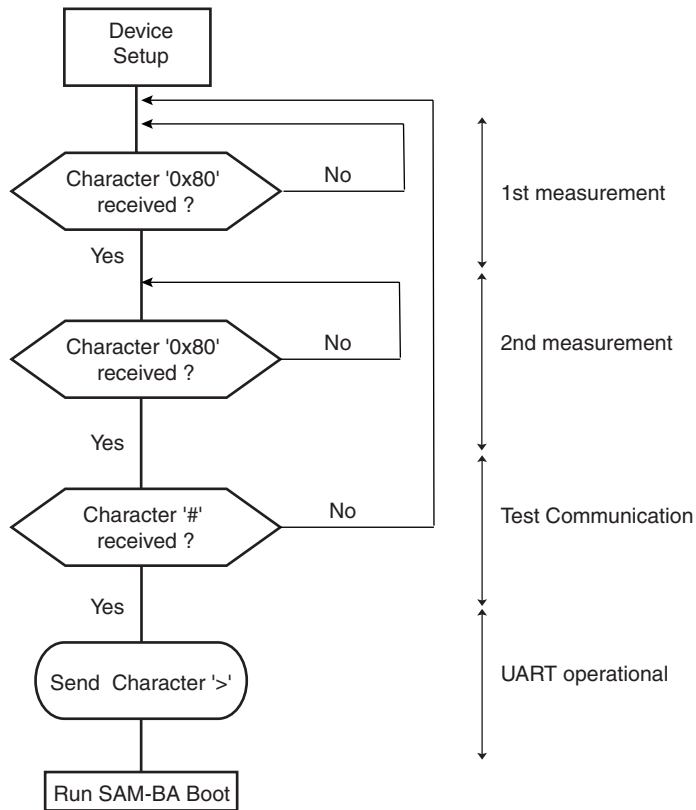 Device
Setup
Character '0x80'
received ?
No
1st measurement
Yes
Character '0x80'
received ?
No
2nd measurement
Yes
Character '#'
received ?
No
Test Communication
Yes
Send Character '>'
UART operational
Run SAM-BA Boot